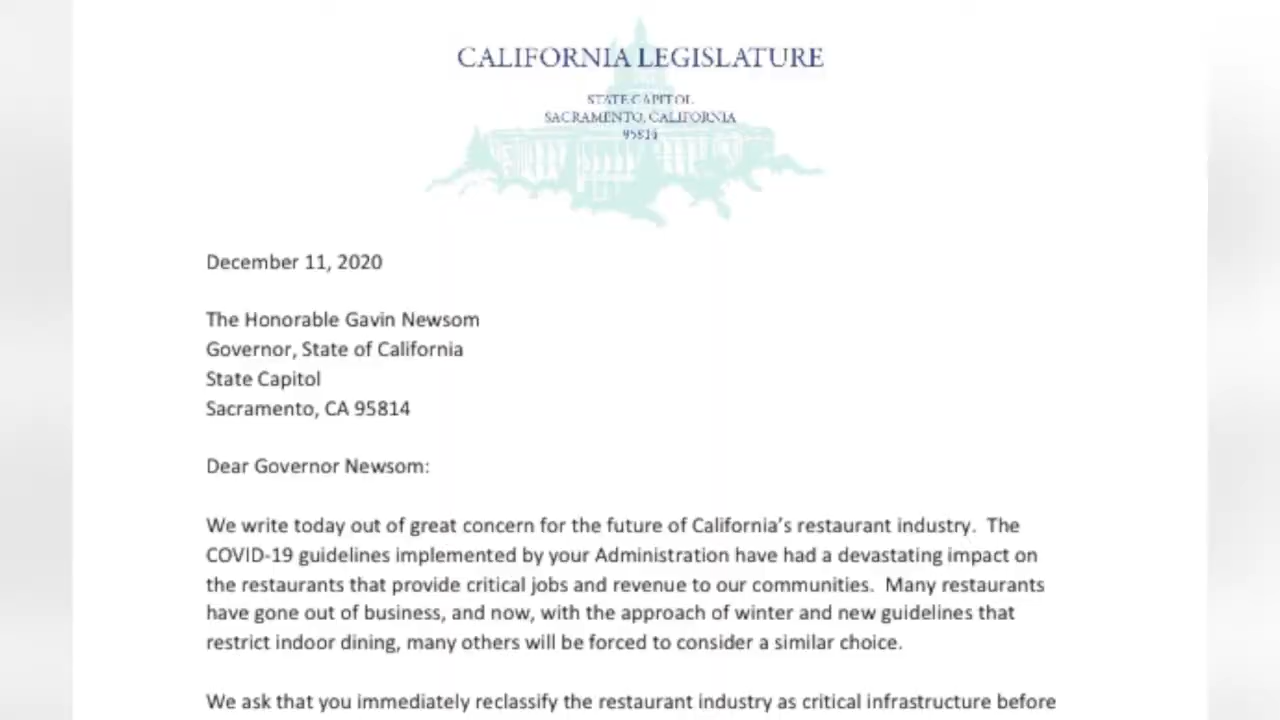 CALIFORNIA LEGISLATURE
STATE CAPITOL
SACRAMENTO, CALIFORNIA
95814
December 11, 2020
The Honorable Gavin Newsom
Governor, State of California
State Capitol
Sacramento, CA 95814
Dear Governor Newsom:
We write today out of great concern for the future of California’s restaurant industry.  The
COVID-19 guidelines implemented by your Administration have had a devastating impact on
the restaurants that provide critical jobs and revenue to our communities.  Many restaurants
have gone out of business, and now, with the approach of winter and new guidelines that
restrict indoor dining, many others will be forced to consider a similar choice.
We ask that you immediately reclassify the restaurant industry as critical infrastructure before